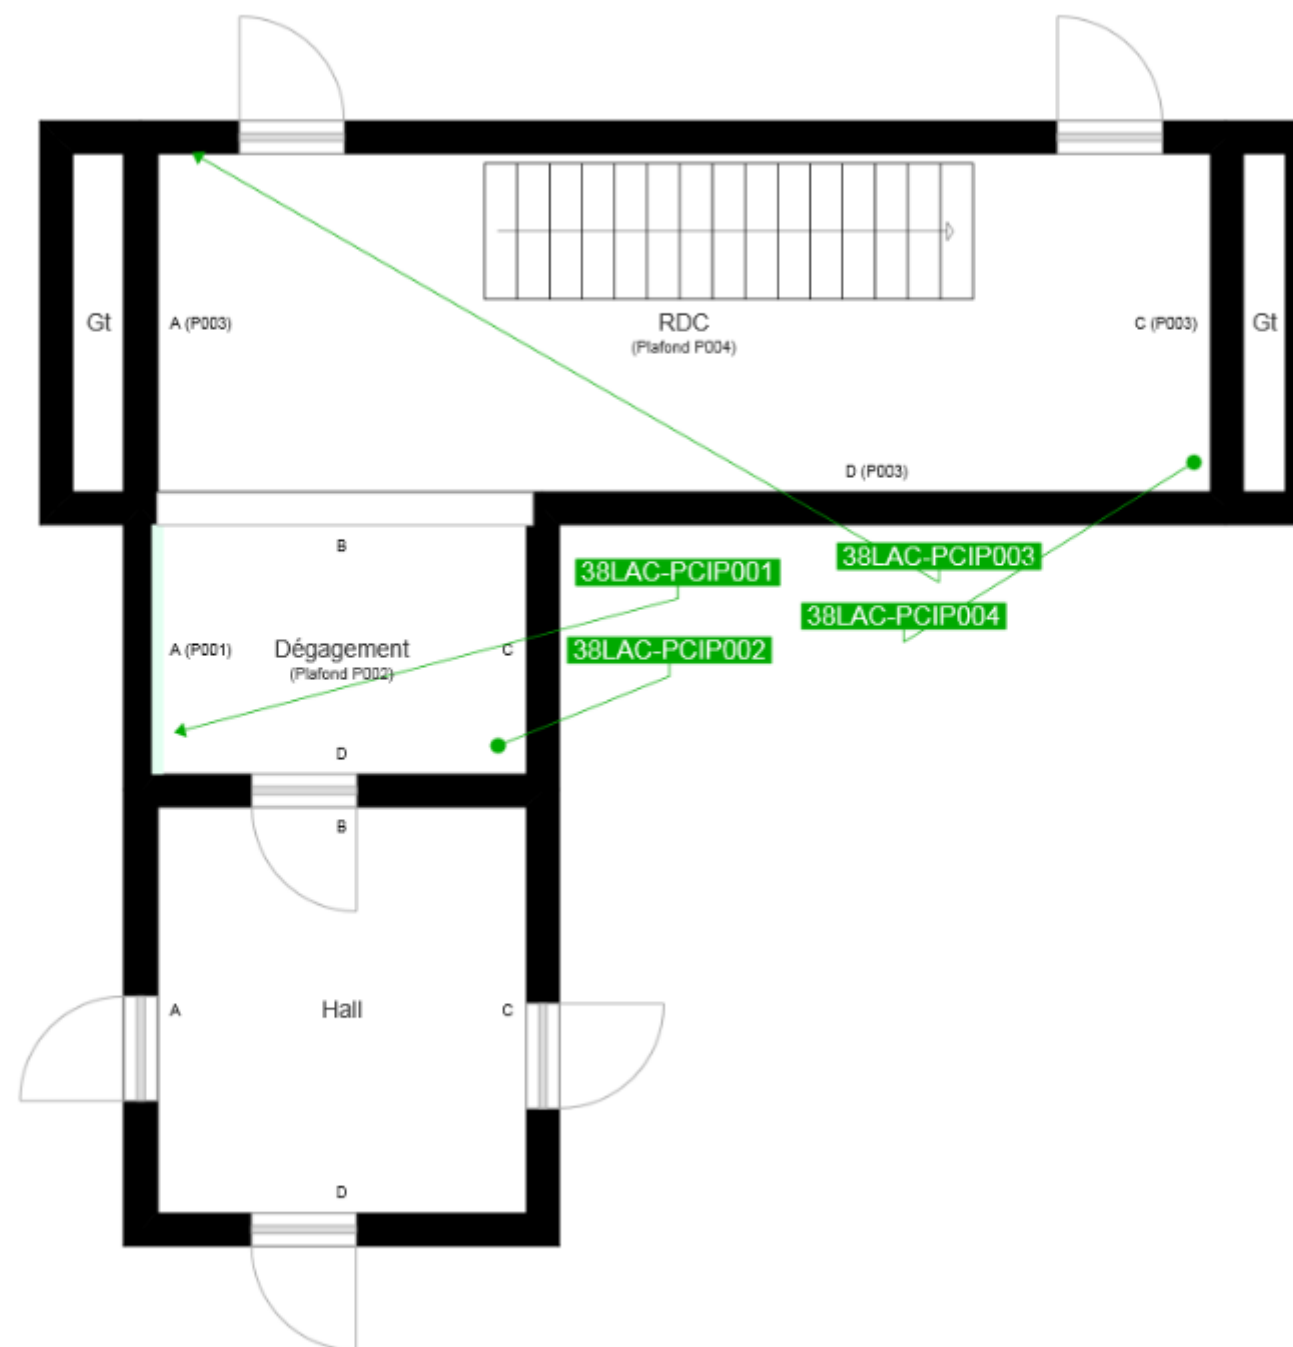 Gt
A (P003)
RDC
(Plafond P004)
C (P003)
Gt
D (P003)
B
38LAC-PCIP001
38LAC-PCIP003
38LAC-PCIP004
A (P001)
Dégagement
(Plafond P002)
C
38LAC-PCIP002
D
B
A
Hall
C
D